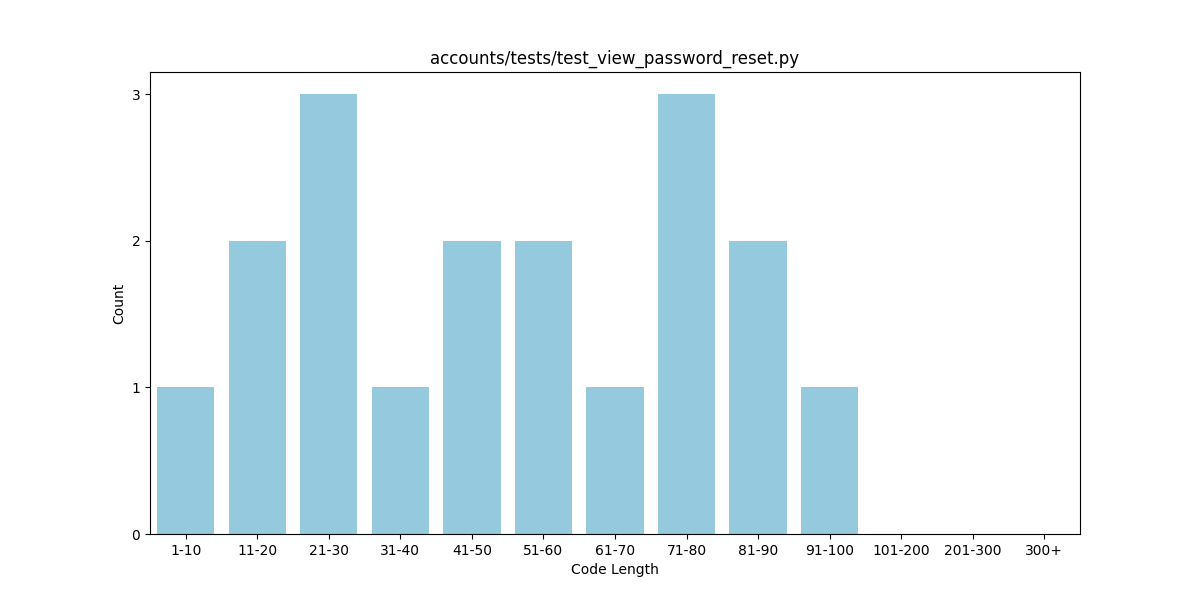 accounts/tests/test_view_password_reset.py
3
2
1
0
Count
1-10 11-20 21-30 31-40 41-50 51-60 61-70 71-80 81-90 91-100 101-200 201-300 300+
Code Length